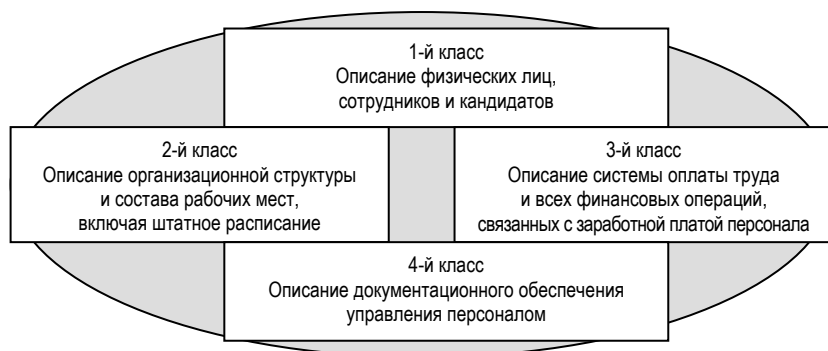 1-й класс
Описание физических лиц,
сотрудников и кандидатов
2-й класс
Описание организационной структуры
и состава рабочих мест,
включая штатное расписание
3-й класс
Описание системы оплаты труда
и всех финансовых операций,
связанных с заработной платой персонала
4-й класс
Описание документационного обеспечения
управления персоналом